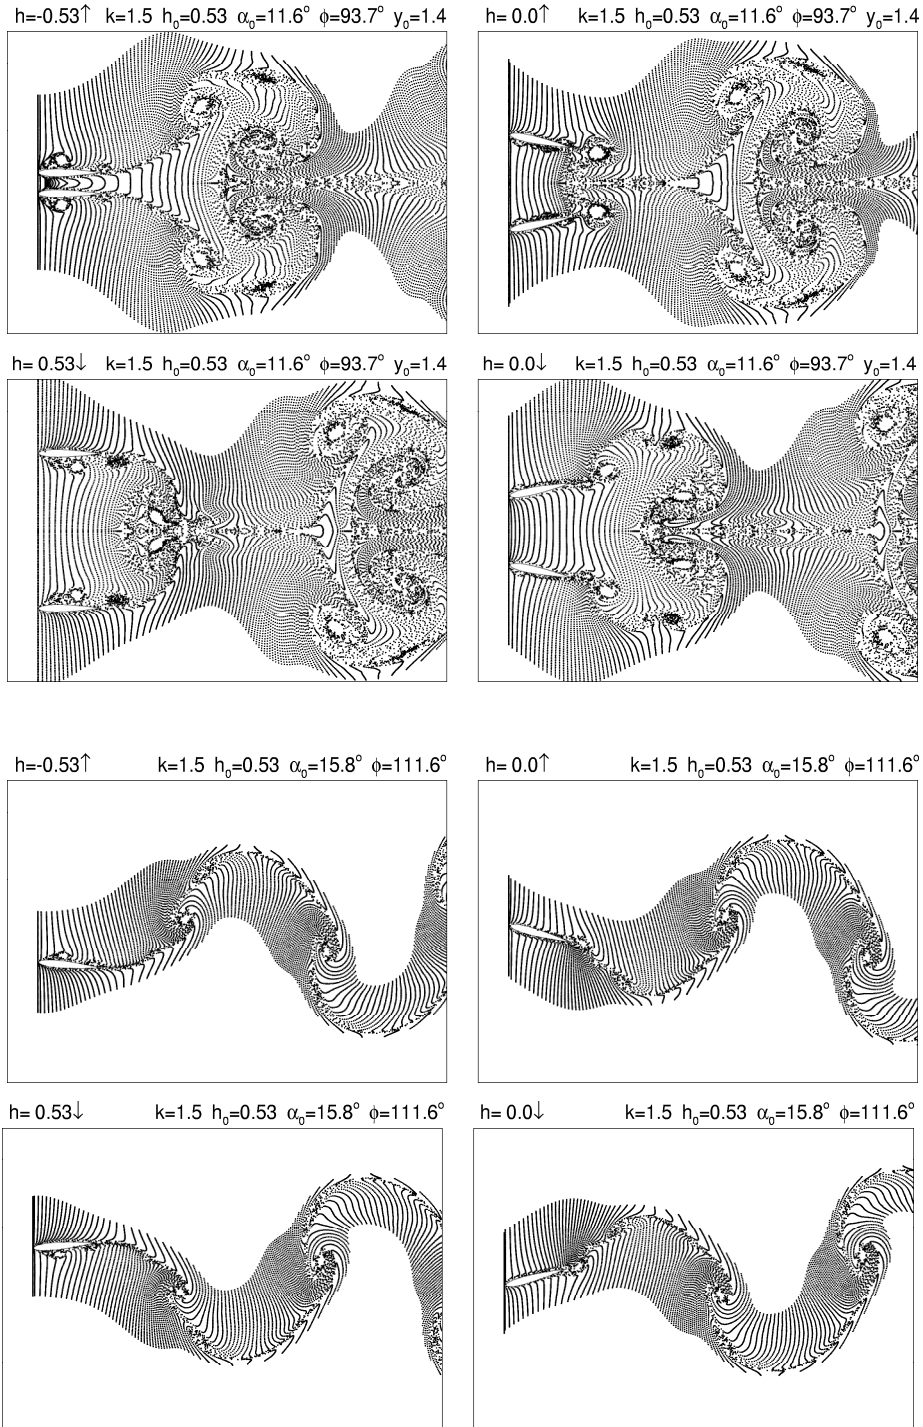 h=-0.53↑ k=1.5 h₀=0.53 α₀=11.6° ϕ=93.7° y₀=1.4
h= 0.0↑ k=1.5 h₀=0.53 α₀=11.6° ϕ=93.7° y₀=1.4
h= 0.53↓ k=1.5 h₀=0.53 α₀=11.6° ϕ=93.7° y₀=1.4
h= 0.0↓ k=1.5 h₀=0.53 α₀=11.6° ϕ=93.7° y₀=1.4
h=-0.53↑ k=1.5 h₀=0.53 α₀=15.8° ϕ=111.6°
h= 0.0↑ k=1.5 h₀=0.53 α₀=15.8° ϕ=111.6°
h= 0.53↓ k=1.5 h₀=0.53 α₀=15.8° ϕ=111.6°
h= 0.0↓ k=1.5 h₀=0.53 α₀=15.8° ϕ=111.6°